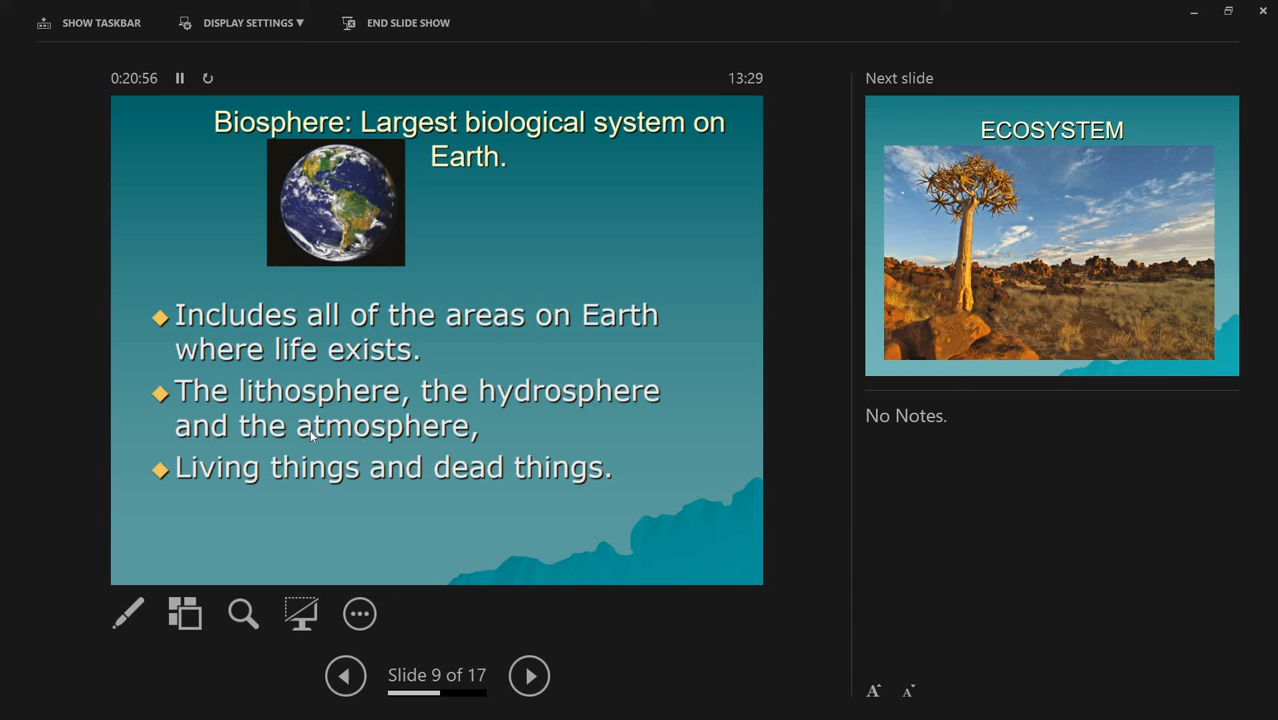 SHOW TASKBAR
DISPLAY SETTINGS ▼
END SLIDE SHOW
0:20:56
13:29
Next slide
Biosphere: Largest biological system on
Earth.
Includes all of the areas on Earth
where life exists.
The lithosphere, the hydrosphere
and the atmosphere,
Living things and dead things.
ECOSYSTEM
No Notes.
Slide 9 of 17
A A